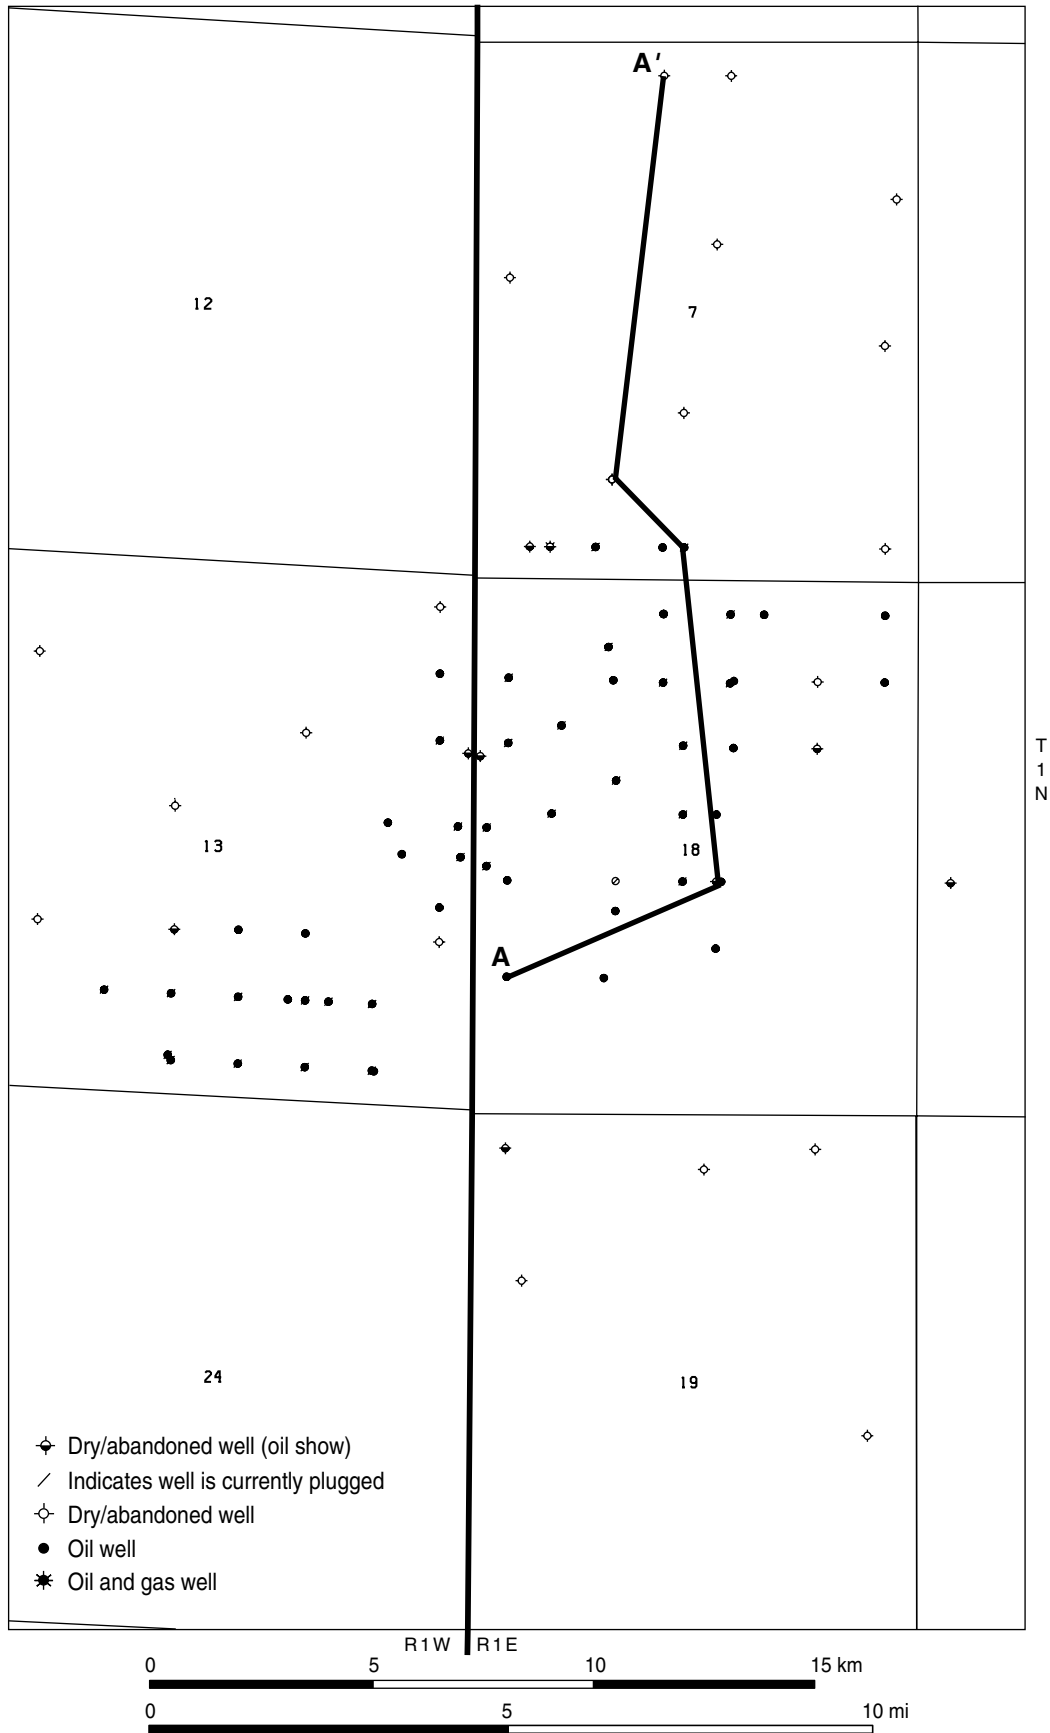 A′
12
7
T
1
N
13
18
A
24
19
Dry/abandoned well (oil show)
Indicates well is currently plugged
Dry/abandoned well
Oil well
Oil and gas well
R1W R1E
0 5 10 15 km
0 5 10 mi